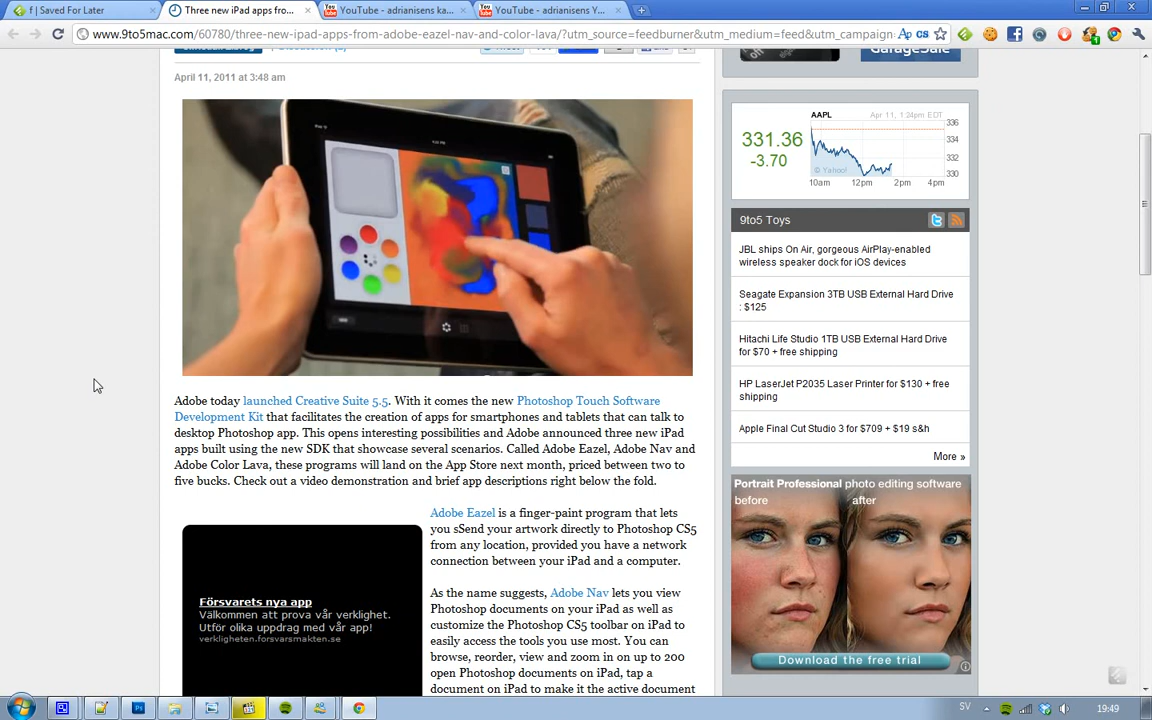 f | Saved For Later
Three new iPad apps fro...
YouTube - adrianisens ka...
YouTube - adrianisens Y...
www.9to5mac.com/60780/three-new-ipad-apps-from-adobe-eazel-nav-and-color-lava/?utm_source=feedburner&utm_medium=feed&utm_campaign:
April 11, 2011 at 3:48 am
Adobe today launched Creative Suite 5.5. With it comes the new Photoshop Touch Software
Development Kit that facilitates the creation of apps for smartphones and tablets that can talk to
desktop Photoshop app. This opens interesting possibilities and Adobe announced three new iPad
apps built using the new SDK that showcase several scenarios. Called Adobe Eazel, Adobe Nav and
Adobe Color Lava, these programs will land on the App Store next month, priced between two to
five bucks. Check out a video demonstration and brief app descriptions right below the fold.
Adobe Eazel is a finger-paint program that lets
you sSend your artwork directly to Photoshop CS5
from any location, provided you have a network
connection between your iPad and a computer.
As the name suggests, Adobe Nav lets you view
Photoshop documents on your iPad as well as
customize the Photoshop CS5 toolbar on iPad to
easily access the tools you use most. You can
browse, reorder, view and zoom in on up to 200
open Photoshop documents on iPad, tap a
document on iPad to make it the active document
Försvarets nya app
Välkommen att prova vår verklighet.
Utför olika uppdrag med vår app!
verkligheten.forsvarsmakten.se
GarageSale
AAPL
Apr 11, 1:24pm EDT
331.36
-3.70
336
334
332
330
© Yahoo!
10am 12pm 2pm 4pm
9to5 Toys
JBL ships On Air, gorgeous AirPlay-enabled
wireless speaker dock for iOS devices
Seagate Expansion 3TB USB External Hard Drive
: $125
Hitachi Life Studio 1TB USB External Hard Drive
for $70 + free shipping
HP LaserJet P2035 Laser Printer for $130 + free
shipping
Apple Final Cut Studio 3 for $709 + $19 s&h
More »
Portrait Professional photo editing software
before after
Download the free trial
SV
19:49